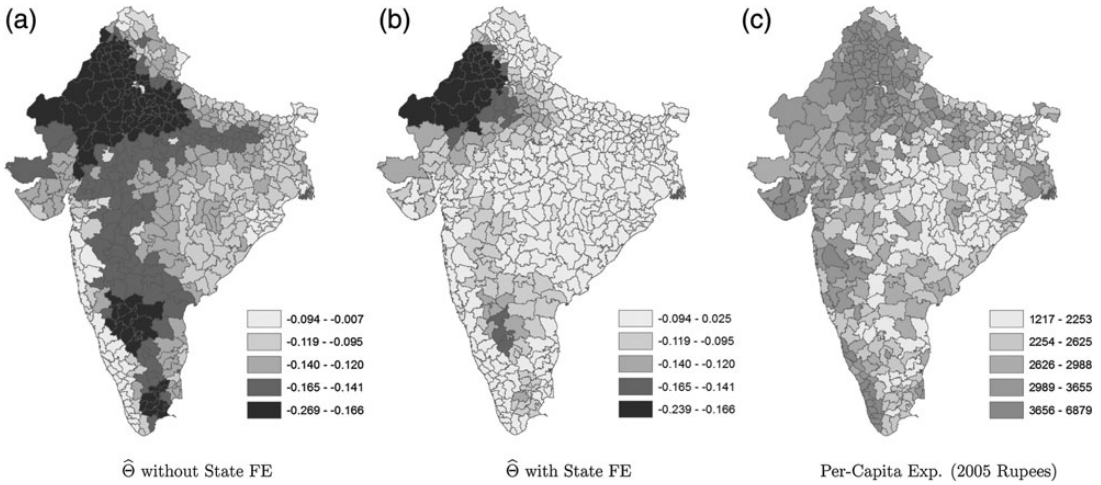 (a)
(b)
(c)
-0.094 - -0.007
-0.119 - -0.095
-0.140 - -0.120
-0.165 - -0.141
-0.269 - -0.166
-0.094 - 0.025
-0.119 - -0.095
-0.140 - -0.120
-0.165 - -0.141
-0.239 - -0.166
1217 - 2253
2254 - 2625
2626 - 2988
2989 - 3655
3656 - 6879
Θ̂ without State FE
Θ̂ with State FE
Per-Capita Exp. (2005 Rupees)